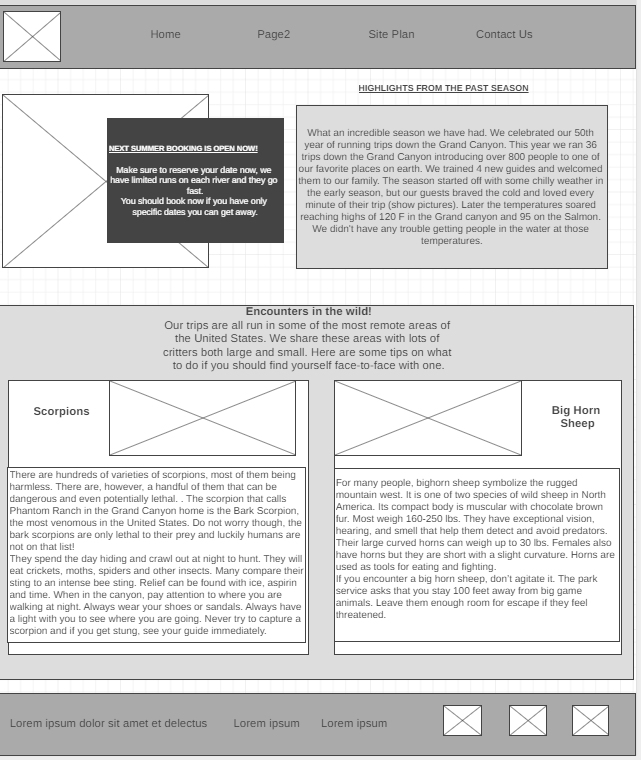 Home Page2 Site Plan Contact Us
HIGHLIGHTS FROM THE PAST SEASON
NEXT SUMMER BOOKING IS OPEN NOW!
Make sure to reserve your date now, we
have limited runs on each river and they go
fast.
You should book now if you have only
specific dates you can get away.
What an incredible season we have had. We celebrated our 50th
year of running trips down the Grand Canyon. This year we ran 36
trips down the Grand Canyon introducing over 800 people to one of
our favorite places on earth. We trained 4 new guides and welcomed
them to our family. The season started off with some chilly weather in
the early season, but our guests braved the cold and loved every
minute of their trip (show pictures). Later the temperatures soared
reaching highs of 120 F in the Grand canyon and 95 on the Salmon.
We didn't have any trouble getting people in the water at those
temperatures.
Encounters in the wild!
Our trips are all run in some of the most remote areas of
the United States. We share these areas with lots of
critters both large and small. Here are some tips on what
to do if you should find yourself face-to-face with one.
Scorpions
There are hundreds of varieties of scorpions, most of them being
harmless. There are, however, a handful of them that can be
dangerous and even potentially lethal. . The scorpion that calls
Phantom Ranch in the Grand Canyon home is the Bark Scorpion,
the most venomous in the United States. Do not worry though, the
bark scorpions are only lethal to their prey and luckily humans are
not on that list!
They spend the day hiding and crawl out at night to hunt. They will
eat crickets, moths, spiders and other insects. Many compare their
sting to an intense bee sting. Relief can be found with ice, aspirin
and time. When in the canyon, pay attention to where you are
walking at night. Always wear your shoes or sandals. Always have
a light with you to see where you are going. Never try to capture a
scorpion and if you get stung, see your guide immediately.
Big Horn
Sheep
For many people, bighorn sheep symbolize the rugged
mountain west. It is one of two species of wild sheep in North
America. Its compact body is muscular with chocolate brown
fur. Most weigh 160-250 lbs. They have exceptional vision,
hearing, and smell that help them detect and avoid predators.
Their large curved horns can weigh up to 30 lbs. Females also
have horns but they are short with a slight curvature. Horns are
used as tools for eating and fighting.
If you encounter a big horn sheep, don't agitate it. The park
service asks that you stay 100 feet away from big game
animals. Leave them enough room for escape if they feel
threatened.
Lorem ipsum dolor sit amet et delectus Lorem ipsum Lorem ipsum